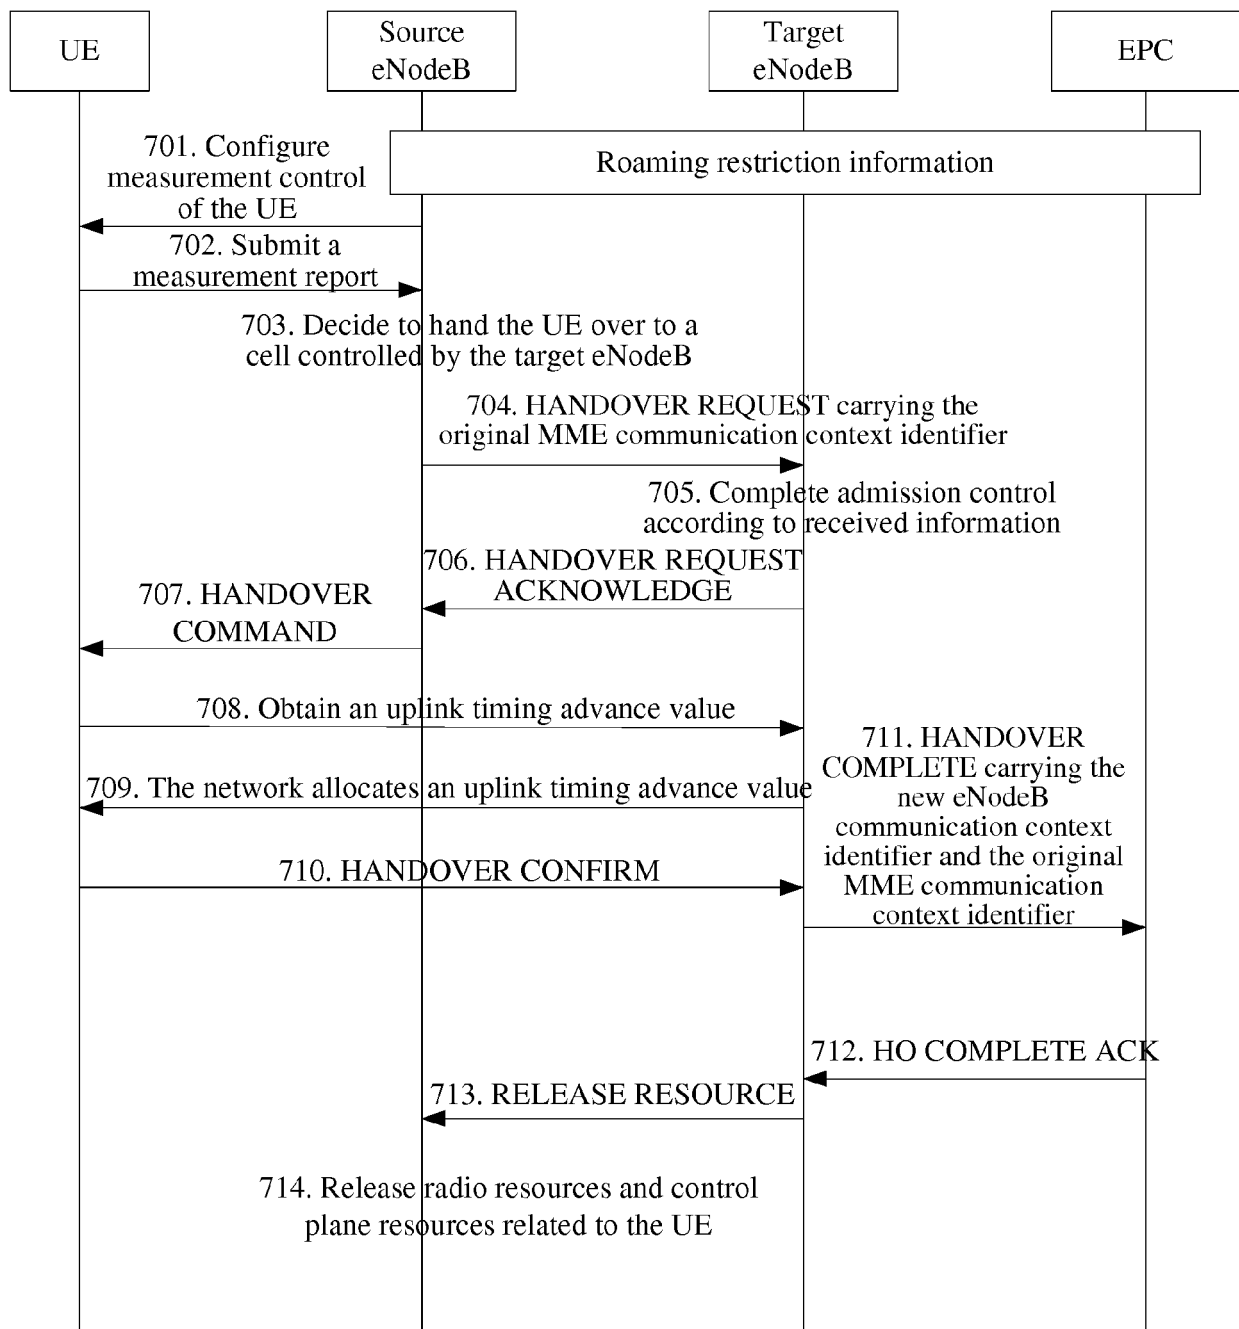 UE
Source
eNodeB
Target
eNodeB
EPC
Roaming restriction information
701. Configure
measurement control
of the UE
702. Submit a
measurement report
703. Decide to hand the UE over to a
cell controlled by the target eNodeB
704. HANDOVER REQUEST carrying the
original MME communication context identifier
705. Complete admission control
according to received information
706. HANDOVER REQUEST
ACKNOWLEDGE
707. HANDOVER
COMMAND
708. Obtain an uplink timing advance value
709. The network allocates an uplink timing advance value
710. HANDOVER CONFIRM
711. HANDOVER
COMPLETE carrying the
new eNodeB
communication context
identifier and the original
MME communication
context identifier
712. HO COMPLETE ACK
713. RELEASE RESOURCE
714. Release radio resources and control
plane resources related to the UE